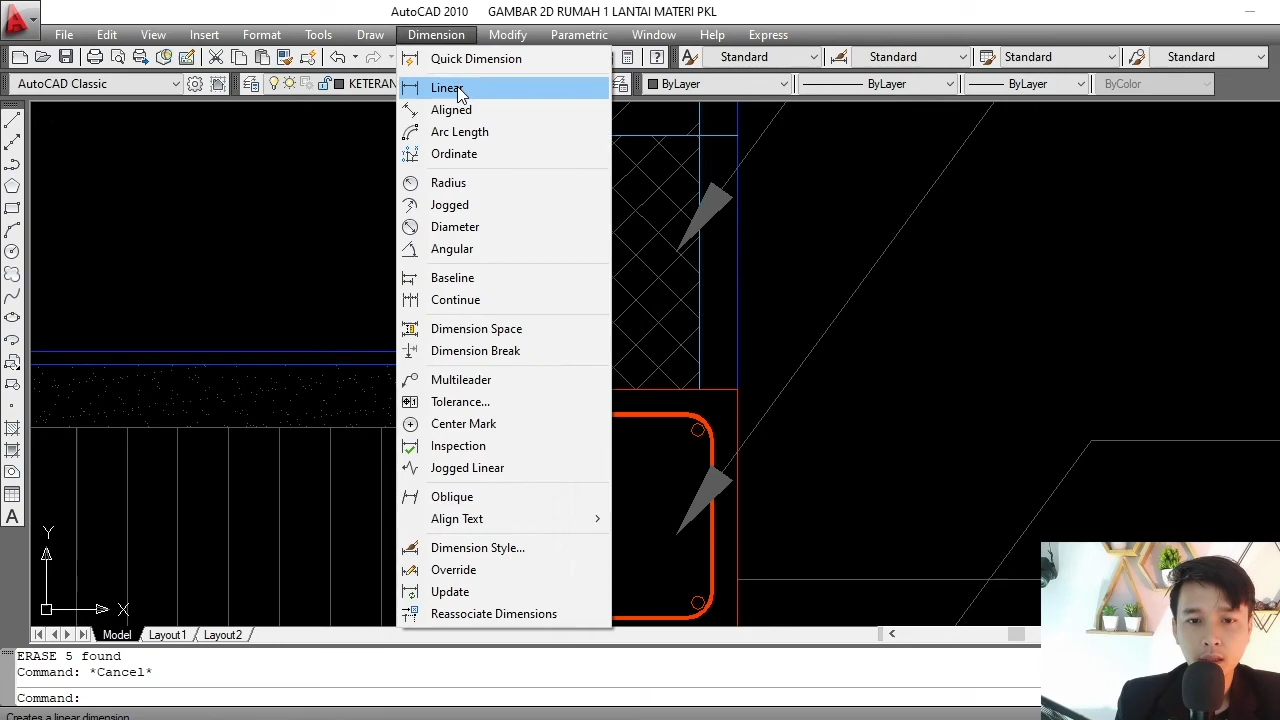 AutoCAD 2010 GAMBAR 2D RUMAH 1 LANTAI MATERI PKL
File Edit View Insert Format Tools Draw Dimension Modify Parametric Window Help Express
Standard Standard Standard Standard
AutoCAD Classic KETERAN ByLayer ByLayer ByLayer ByColor
Quick Dimension
Linear
Aligned
Arc Length
Ordinate
Radius
Jogged
Diameter
Angular
Baseline
Continue
Dimension Space
Dimension Break
Multileader
Tolerance...
Center Mark
Inspection
Jogged Linear
Oblique
Align Text
Dimension Style...
Override
Update
Reassociate Dimensions
A
Y
X
Model Layout1 Layout2
ERASE 5 found
Command: *Cancel*
Command:
Creates a linear dimension